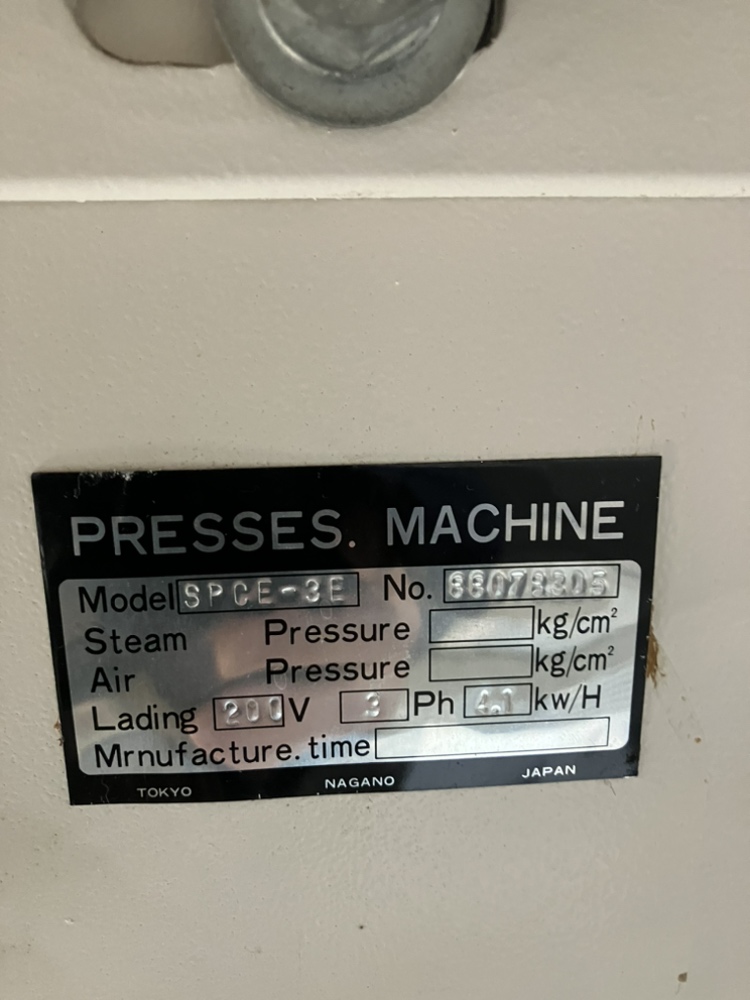 PRESSES. MACHINE
Model SPCE-3E No.
Steam Pressure kg/cm²
Air Pressure kg/cm²
Lading 200 V 3 Ph 4.1 kw/H
Mrnufacture. time
TOKYO NAGANO JAPAN